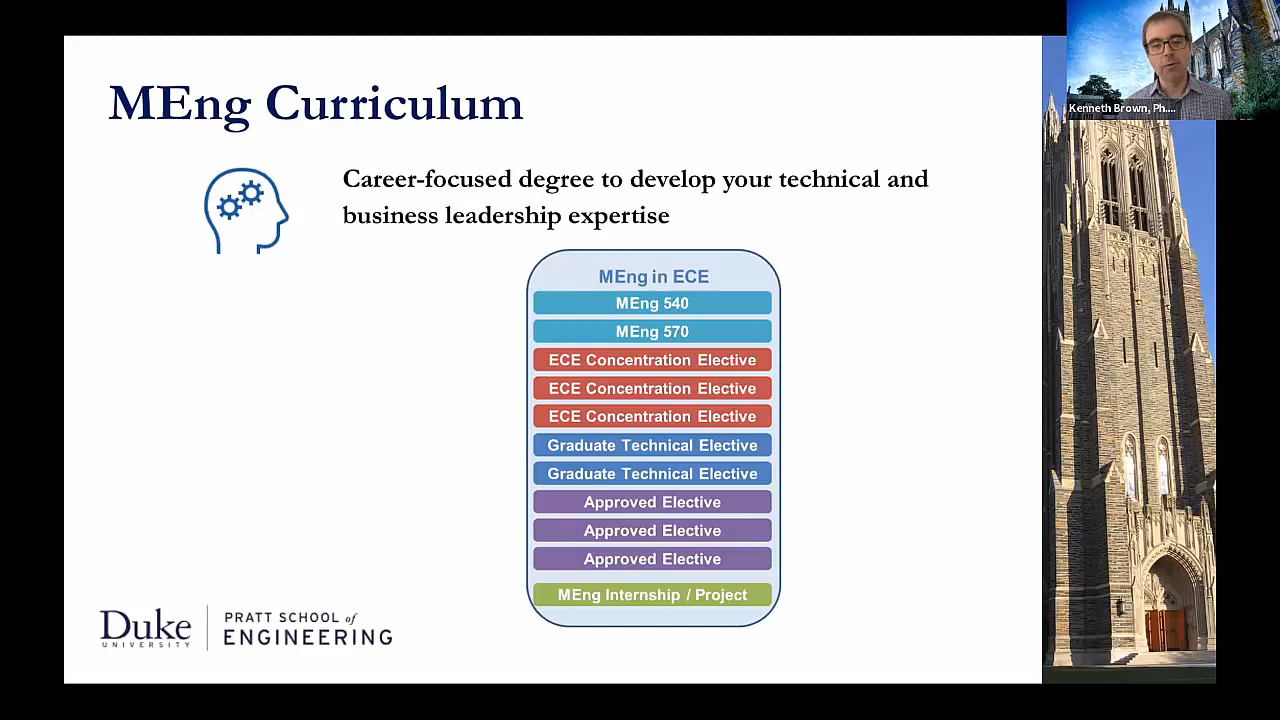 MEng Curriculum
Career-focused degree to develop your technical and
business leadership expertise
MEng in ECE
MEng 540
MEng 570
ECE Concentration Elective
ECE Concentration Elective
ECE Concentration Elective
Graduate Technical Elective
Graduate Technical Elective
Approved Elective
Approved Elective
Approved Elective
MEng Internship / Project
Duke
UNIVERSITY
PRATT SCHOOL of
ENGINEERING
Kenneth Brown, Ph....